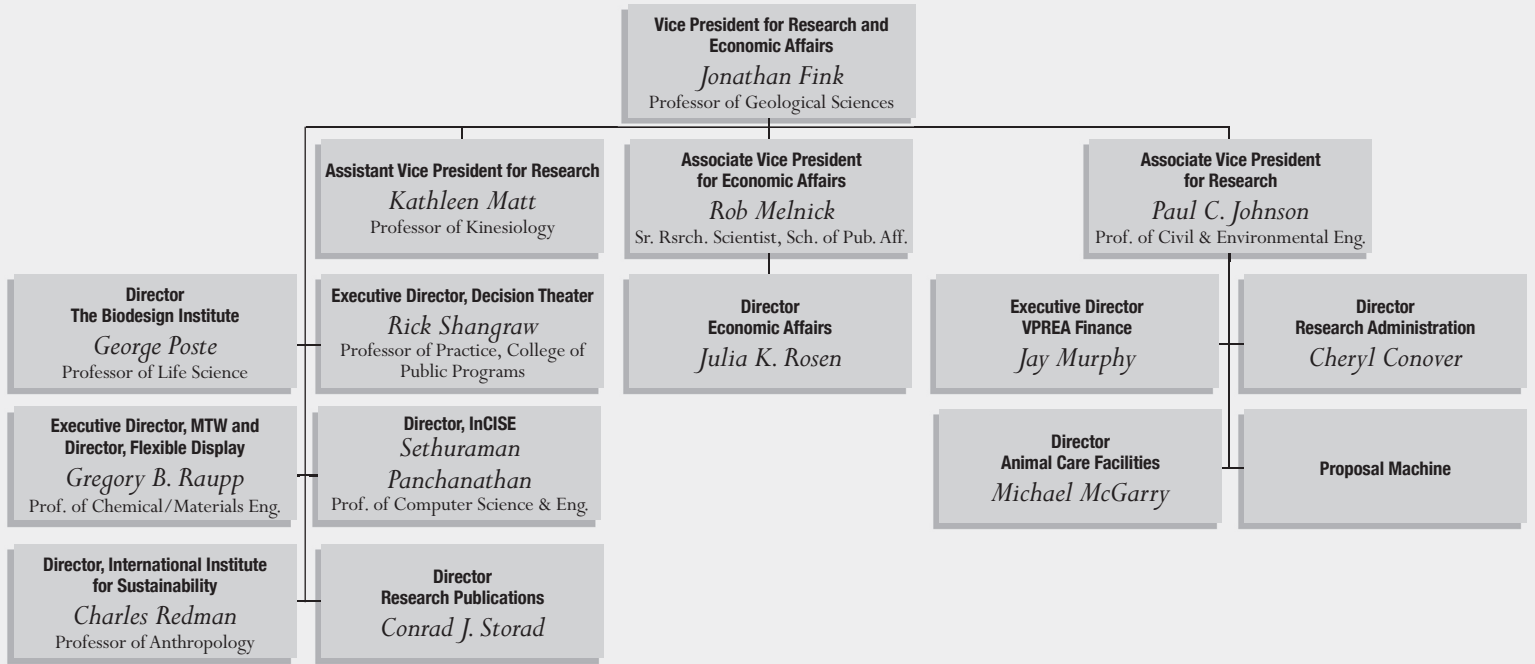 Vice President for Research and
Economic Affairs
Jonathan Fink
Professor of Geological Sciences
Assistant Vice President for Research
Kathleen Matt
Professor of Kinesiology
Associate Vice President
for Economic Affairs
Rob Melnick
Sr. Rsrch. Scientist, Sch. of Pub. Aff.
Associate Vice President
for Research
Paul C. Johnson
Prof. of Civil & Environmental Eng.
Director
The Biodesign Institute
George Poste
Professor of Life Science
Executive Director, Decision Theater
Rick Shangraw
Professor of Practice, College of
Public Programs
Director
Economic Affairs
Julia K. Rosen
Executive Director
VPREA Finance
Jay Murphy
Director
Research Administration
Cheryl Conover
Executive Director, MTW and
Director, Flexible Display
Gregory B. Raupp
Prof. of Chemical/Materials Eng.
Director, InCISE
Sethuraman
Panchanathan
Prof. of Computer Science & Eng.
Director
Animal Care Facilities
Michael McGarry
Proposal Machine
Director, International Institute
for Sustainability
Charles Redman
Professor of Anthropology
Director
Research Publications
Conrad J. Storad